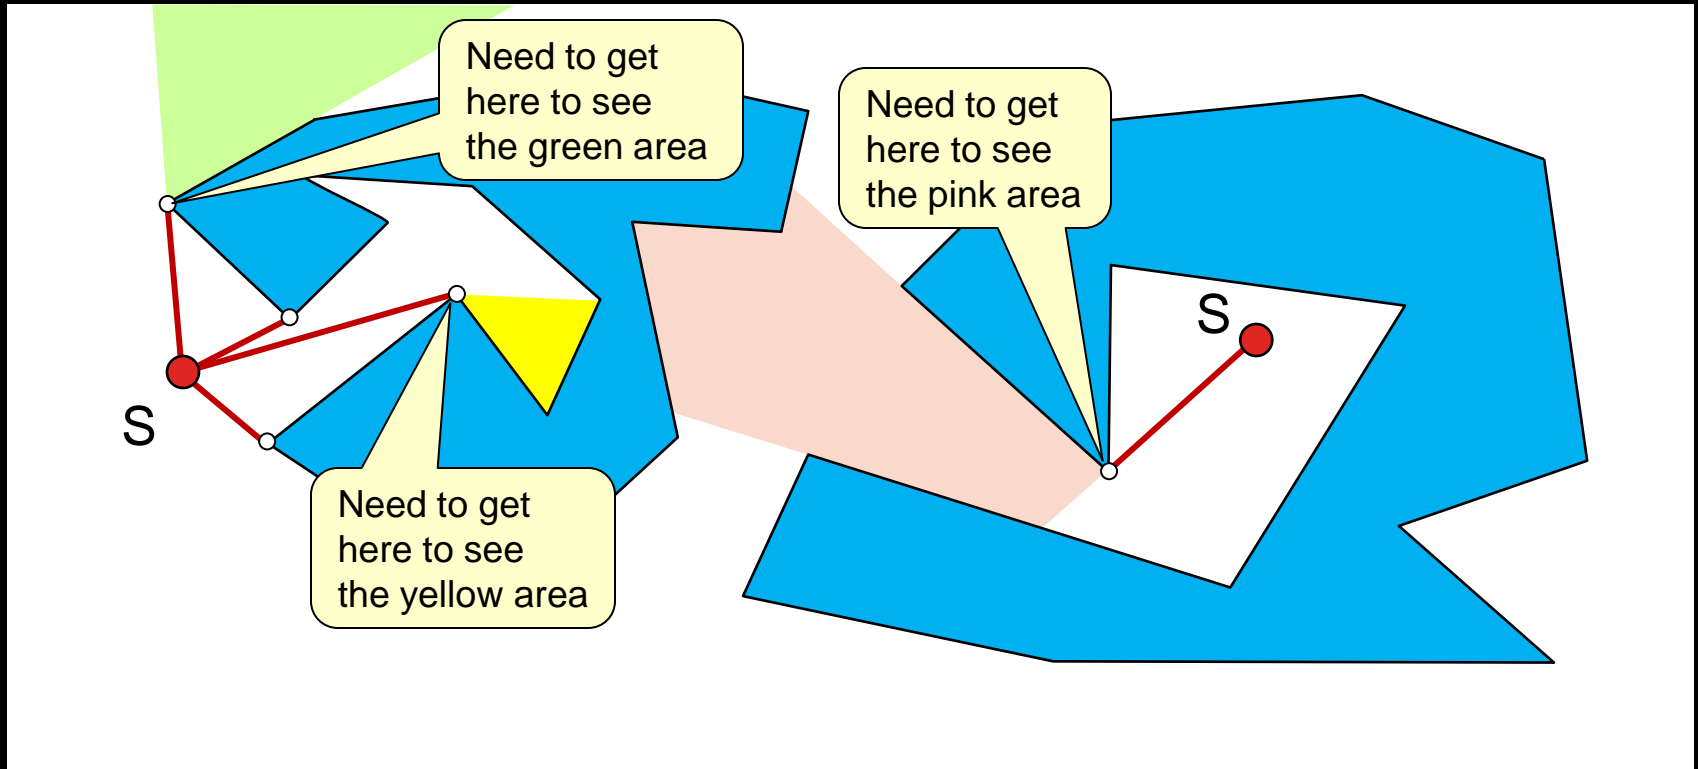 Need to get
here to see
the green area
Need to get
here to see
the pink area
S
S
Need to get
here to see
the yellow area